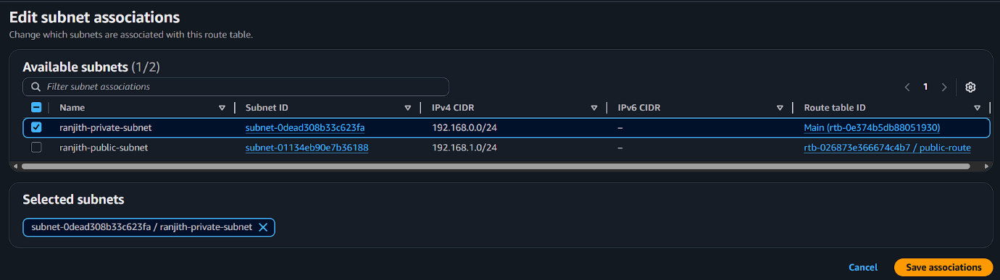 Edit subnet associations
Change which subnets are associated with this route table.
Available subnets (1/2)
Filter subnet associations
1
Name Subnet ID IPv4 CIDR IPv6 CIDR Route table ID
ranjith-private-subnet subnet-0dead308b33c623fa 192.168.0.0/24 – Main (rtb-0e374b5db88051930)
ranjith-public-subnet subnet-01134eb90e7b36188 192.168.1.0/24 – rtb-026873e366674c4b7 / public-route
Selected subnets
subnet-0dead308b33c623fa / ranjith-private-subnet
Cancel Save associations